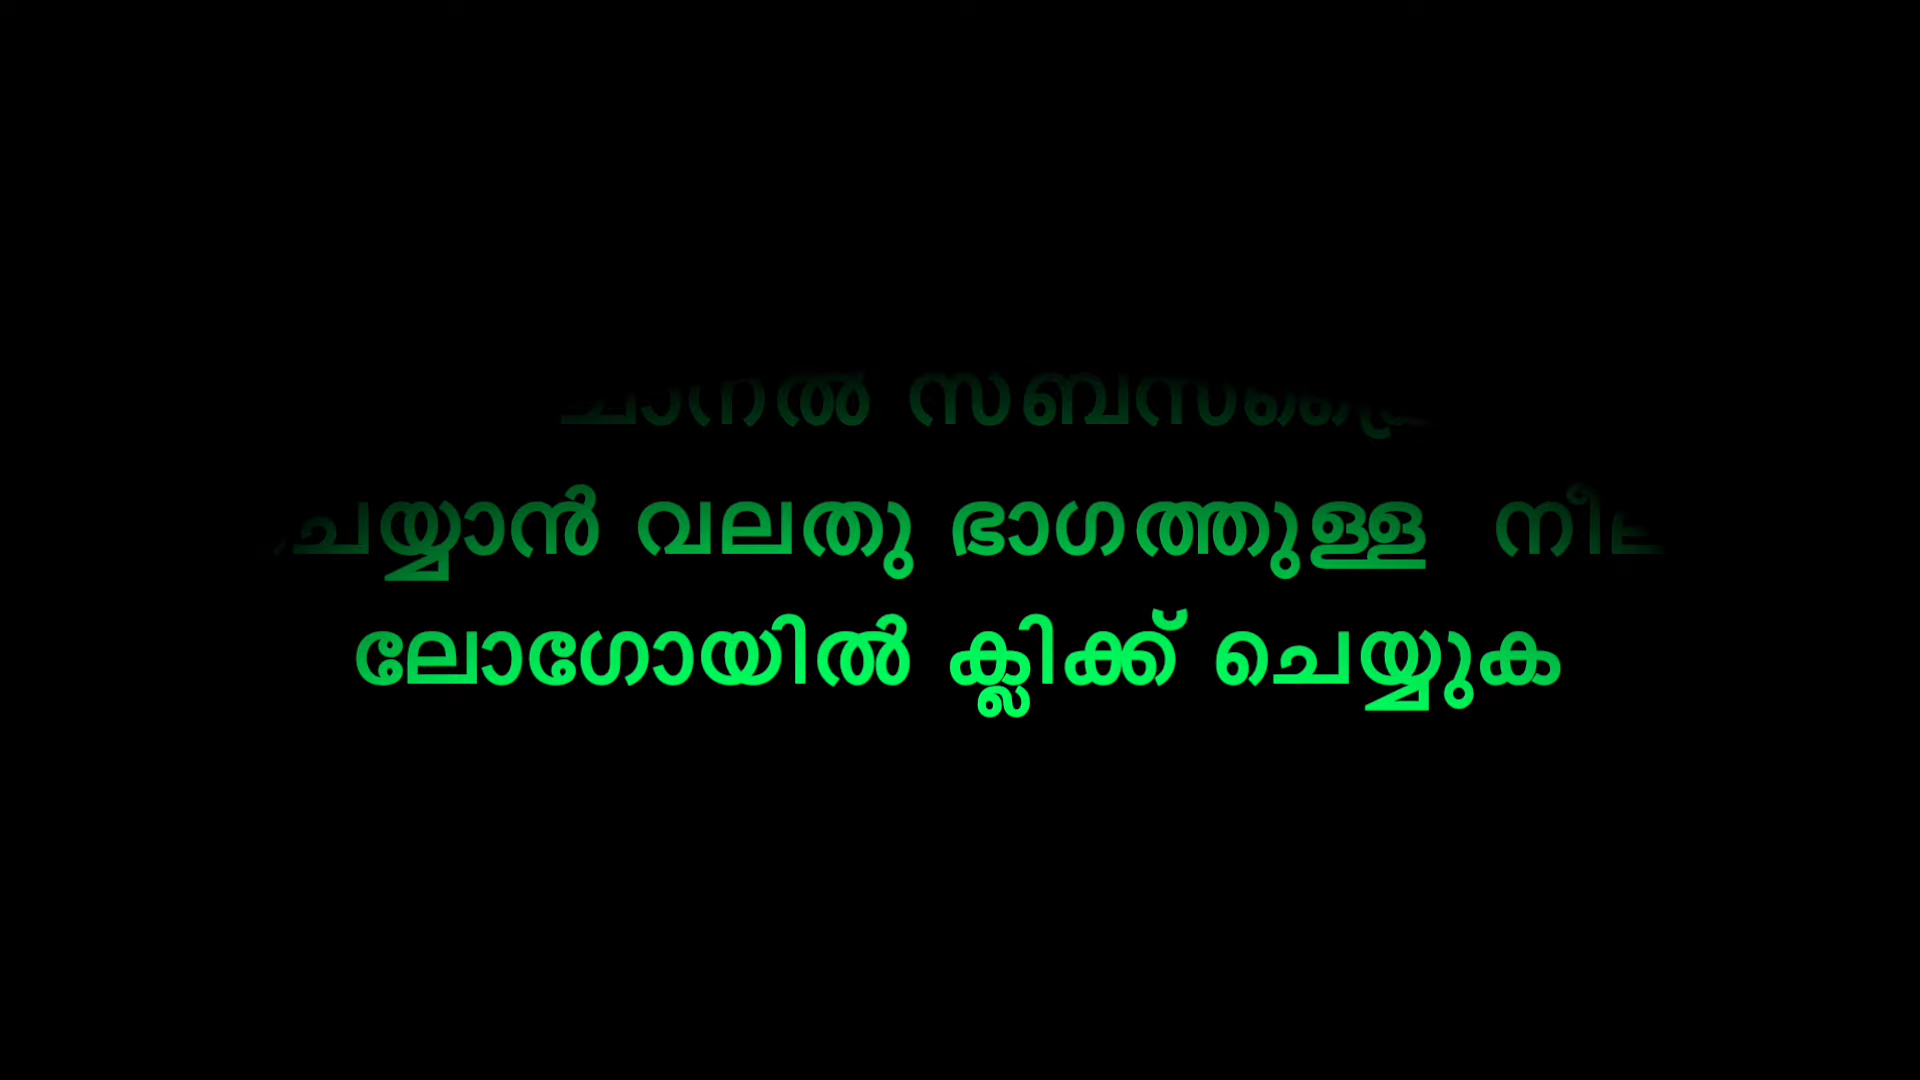 ചാനൽ സബ്സ്ക്രൈ
ചെയ്യാൻ വലതു ഭാഗത്തുള്ള നീല
ലോഗോയിൽ ക്ലിക്ക് ചെയ്യുക